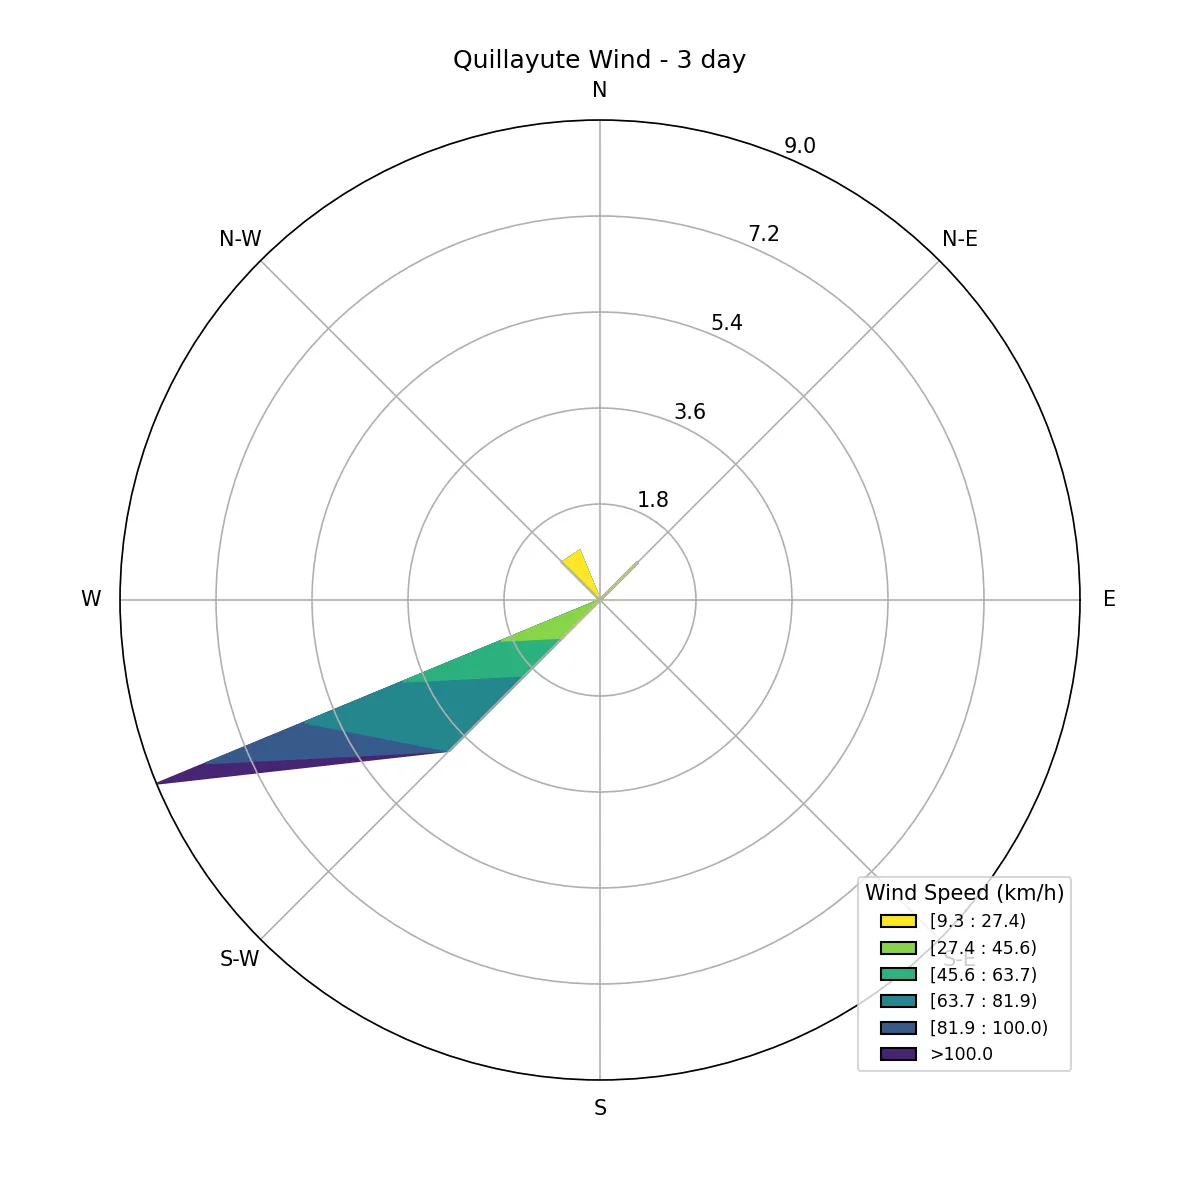 Quillayute Wind - 3 day
N
9.0
N-W
7.2
N-E
5.4
3.6
1.8
W
E
S-W
S-E
S
Wind Speed (km/h)
[9.3 : 27.4)
[27.4 : 45.6)
[45.6 : 63.7)
[63.7 : 81.9)
[81.9 : 100.0)
>100.0